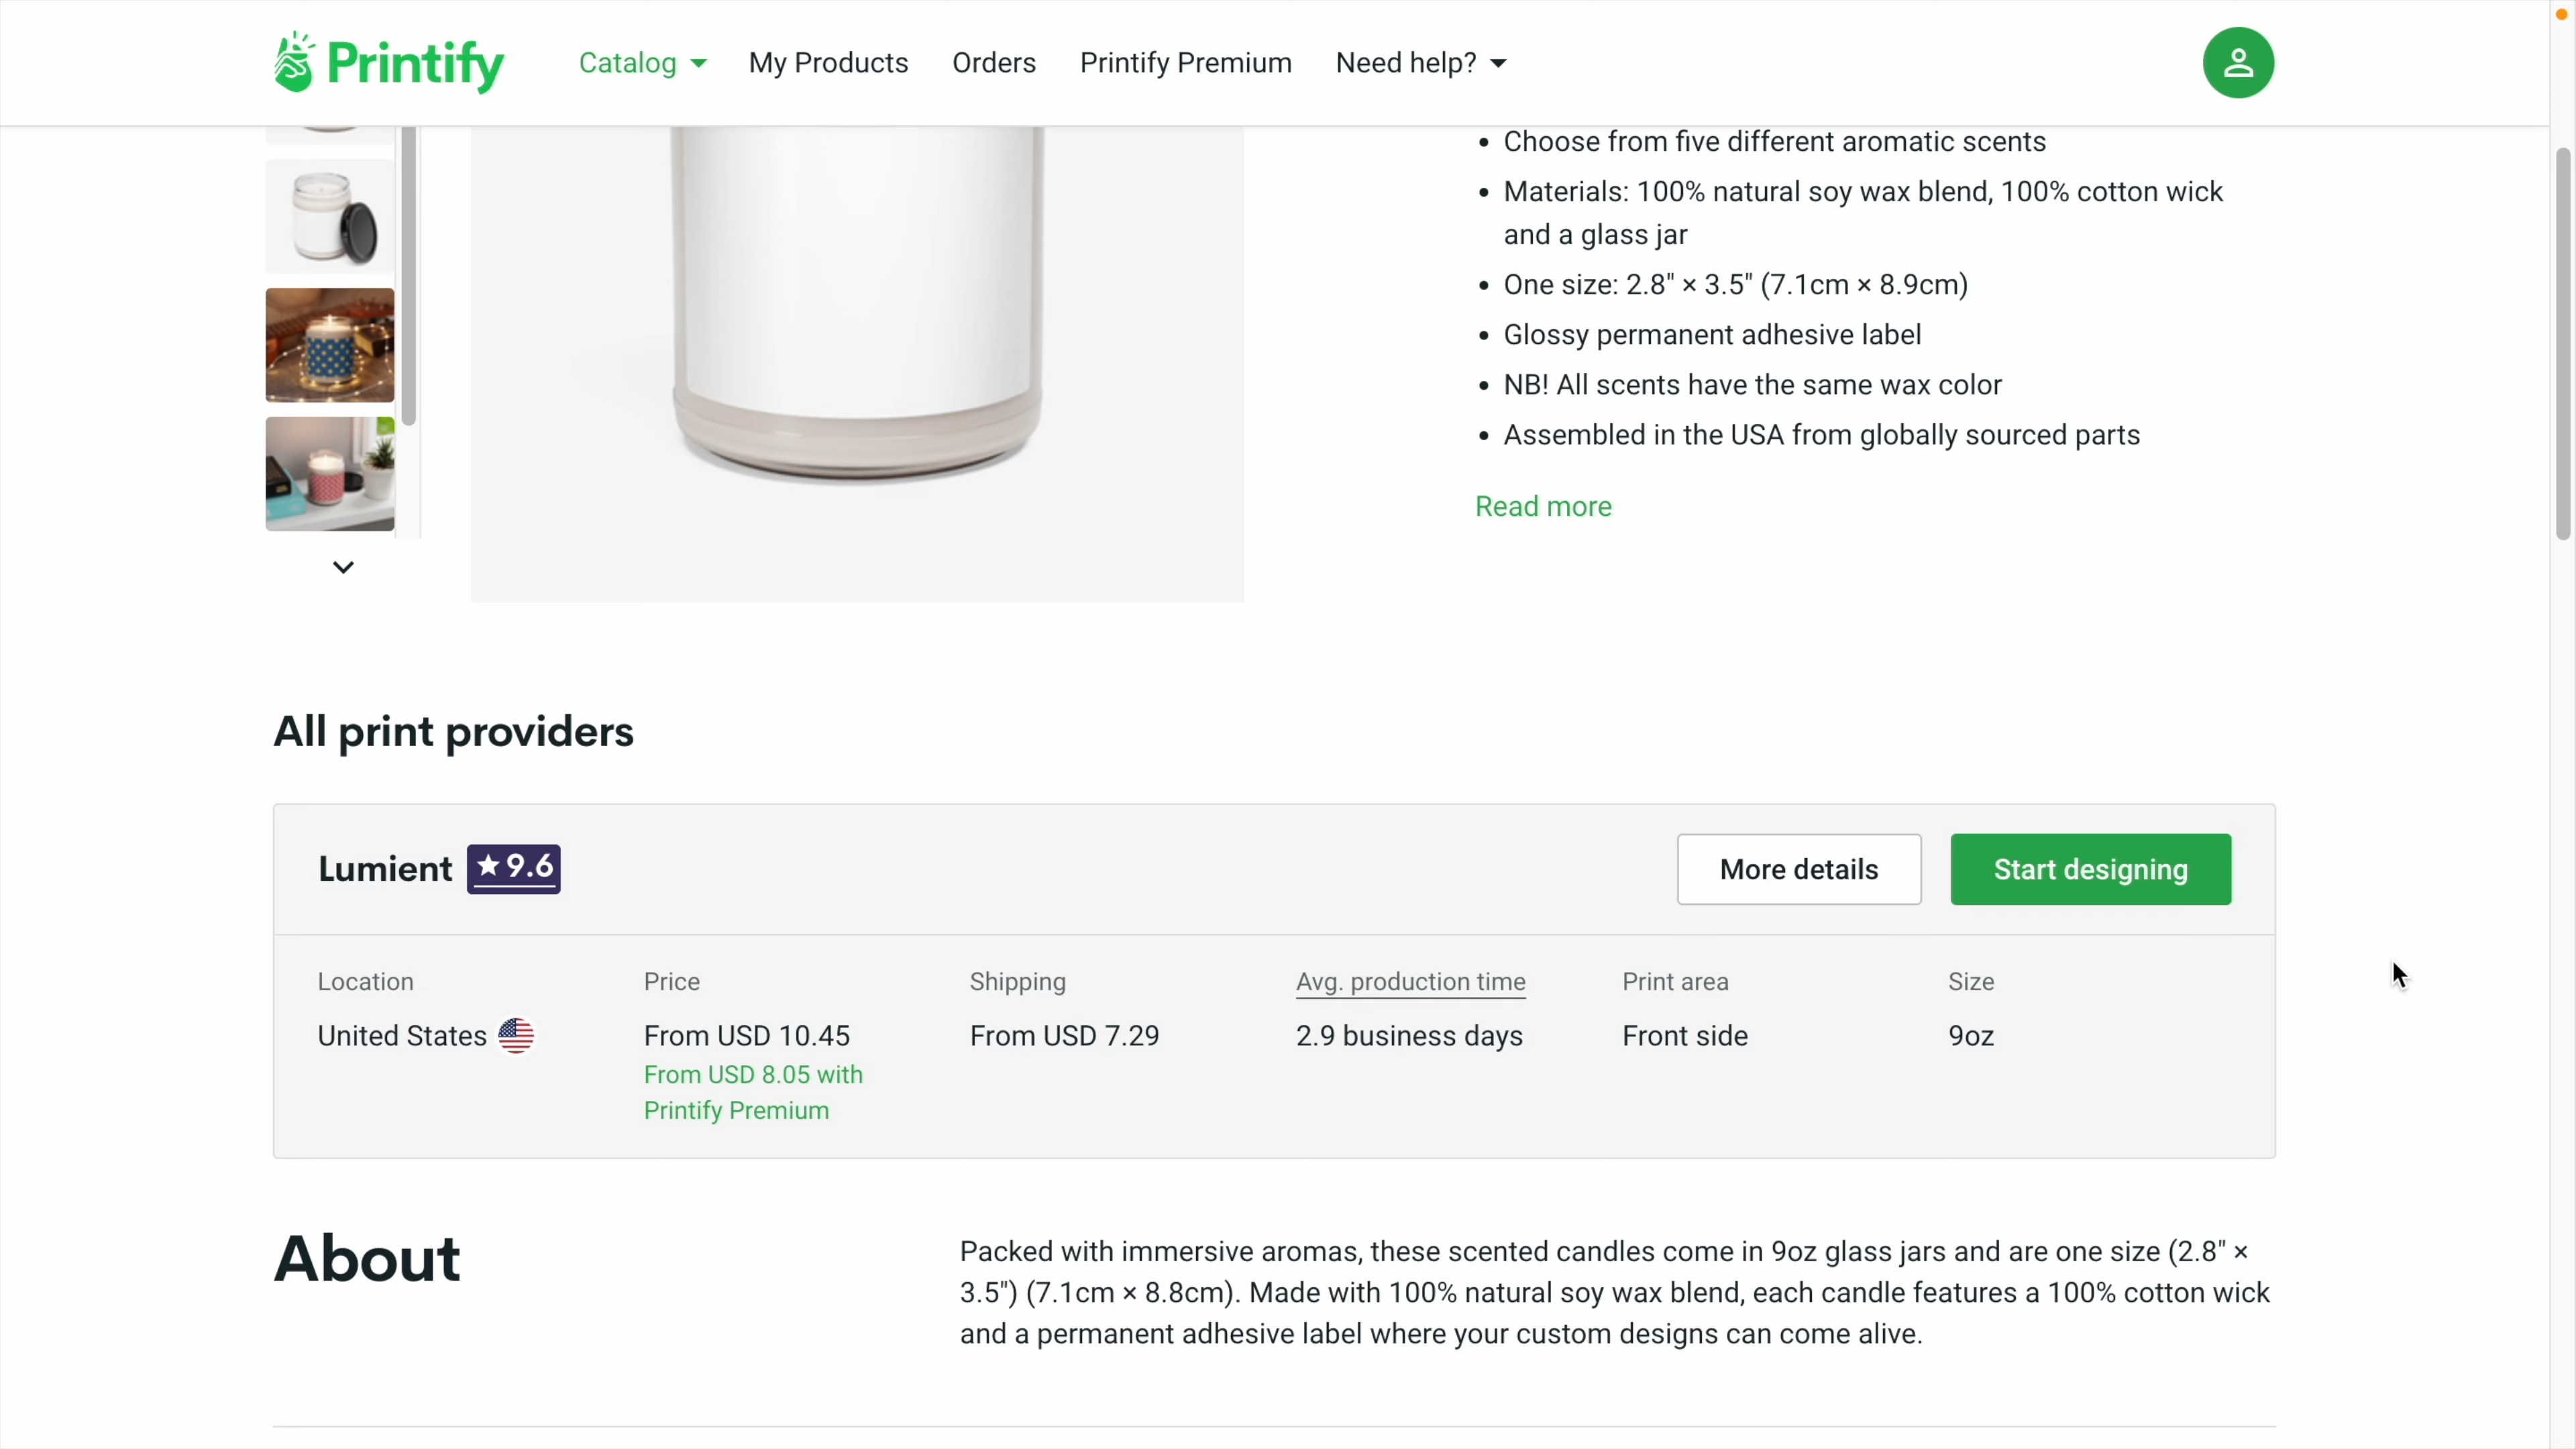 Printify
Catalog
My Products
Orders
Printify Premium
Need help?
Choose from five different aromatic scents
Materials: 100% natural soy wax blend, 100% cotton wick
and a glass jar
One size: 2.8" × 3.5" (7.1cm × 8.9cm)
Glossy permanent adhesive label
NB! All scents have the same wax color
Assembled in the USA from globally sourced parts
Read more
All print providers
Lumient
★ 9.6
More details
Start designing
Location
United States
Price
From USD 10.45
From USD 8.05 with
Printify Premium
Shipping
From USD 7.29
Avg. production time
2.9 business days
Print area
Front side
Size
9oz
About
Packed with immersive aromas, these scented candles come in 9oz glass jars and are one size (2.8" ×
3.5") (7.1cm × 8.8cm). Made with 100% natural soy wax blend, each candle features a 100% cotton wick
and a permanent adhesive label where your custom designs can come alive.